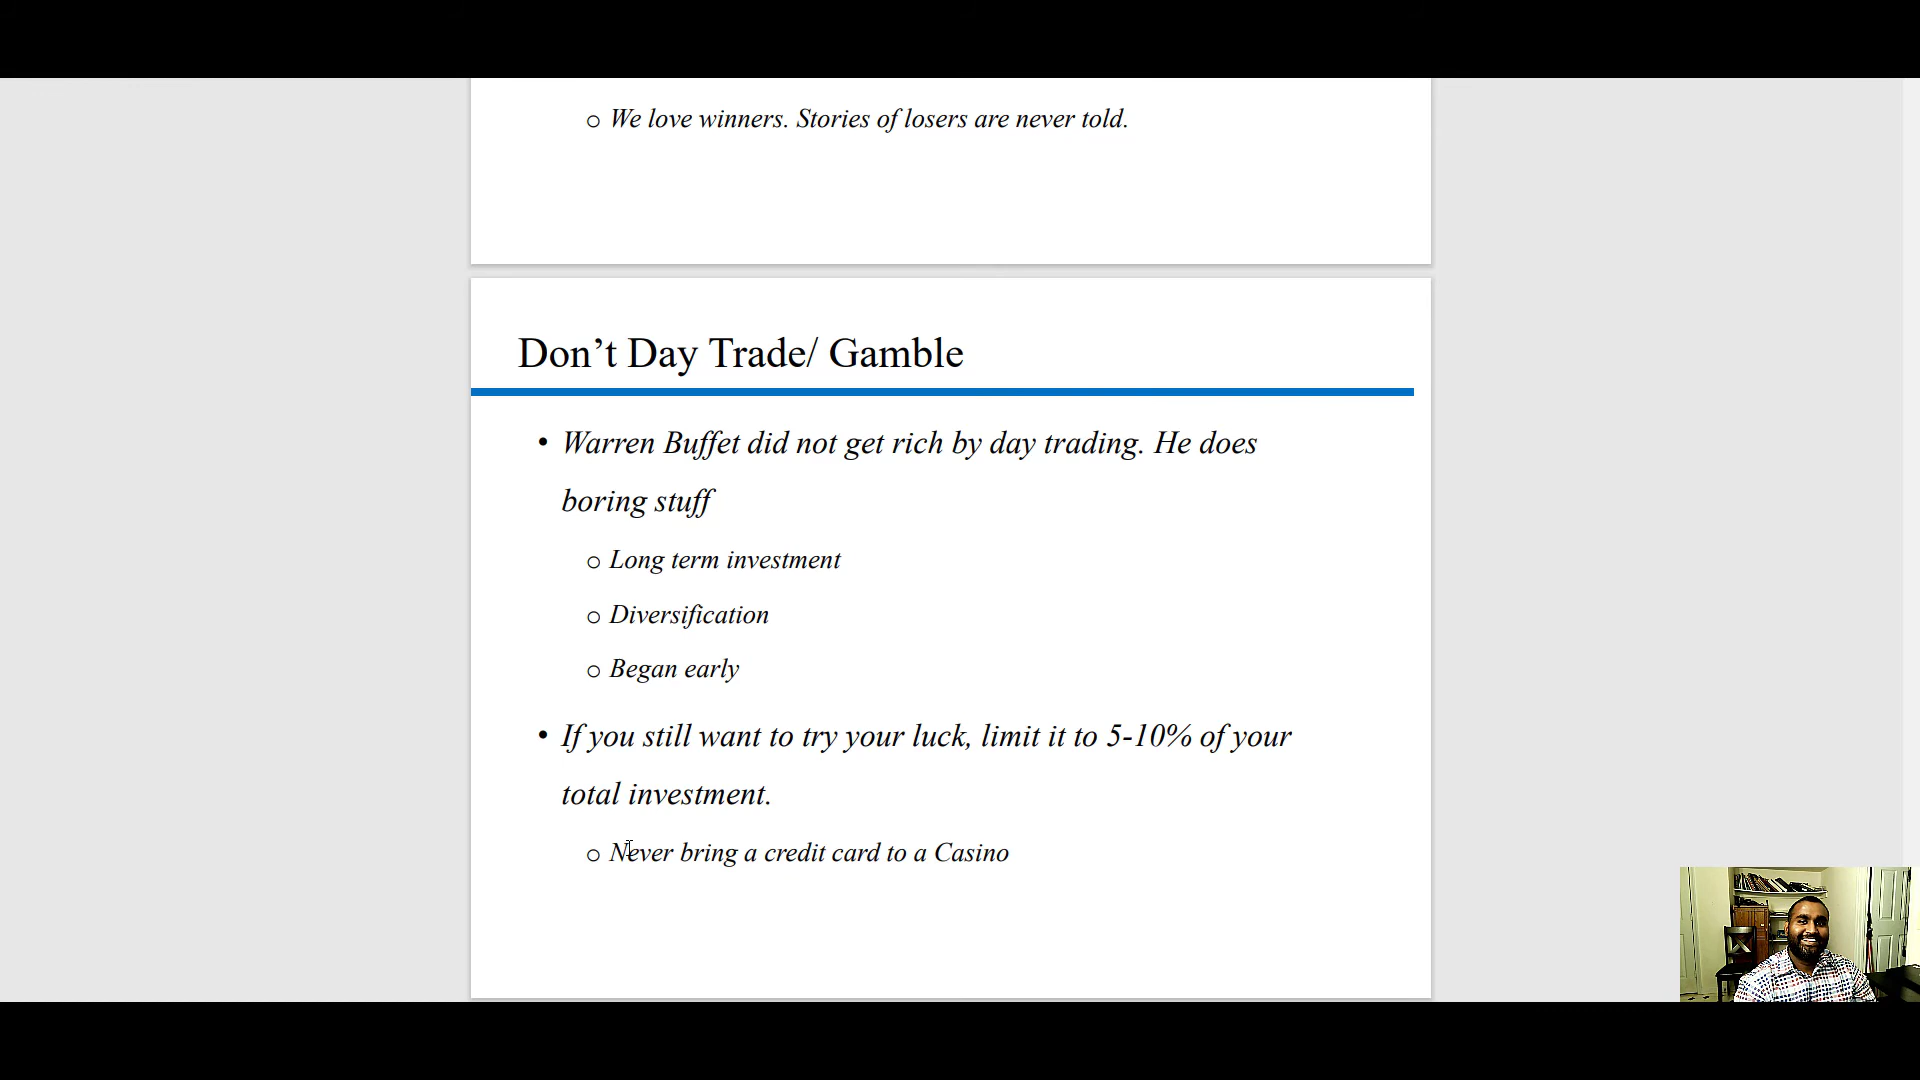 o We love winners. Stories of losers are never told.
Don’t Day Trade/ Gamble
• Warren Buffet did not get rich by day trading. He does
boring stuff
o Long term investment
o Diversification
o Began early
• If you still want to try your luck, limit it to 5-10% of your
total investment.
o Never bring a credit card to a Casino